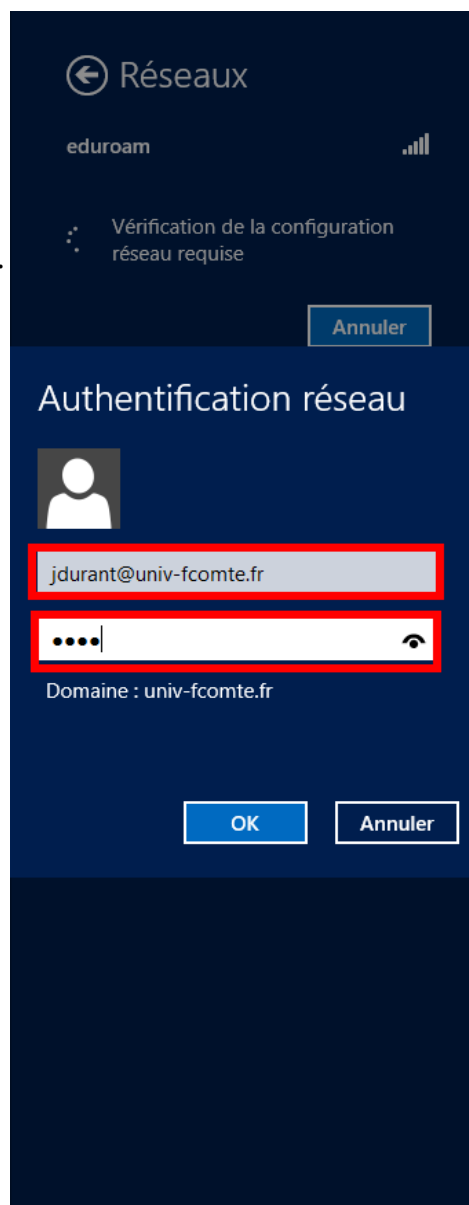 Réseaux
eduroam
Vérification de la configuration
réseau requise
.
Annuler
Authentification réseau
jdurant@univ-fcomte.fr
••••
Domaine : univ-fcomte.fr
OK Annuler